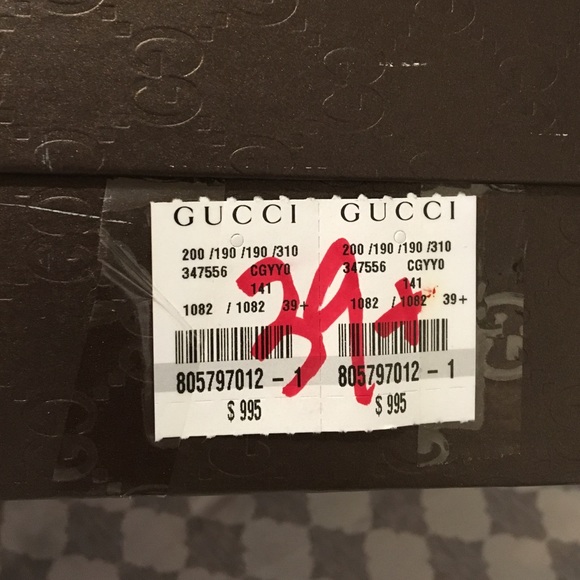 GUCCI GUCCI
200 /190 /190 /310 200 /190 /190 /310
347556 CGYY0 347556 CGYY0
141 141
1082 / 1082 39+ 1082 / 1082 39+
39+
805797012 - 1 805797012 - 1
$ 995 $ 995